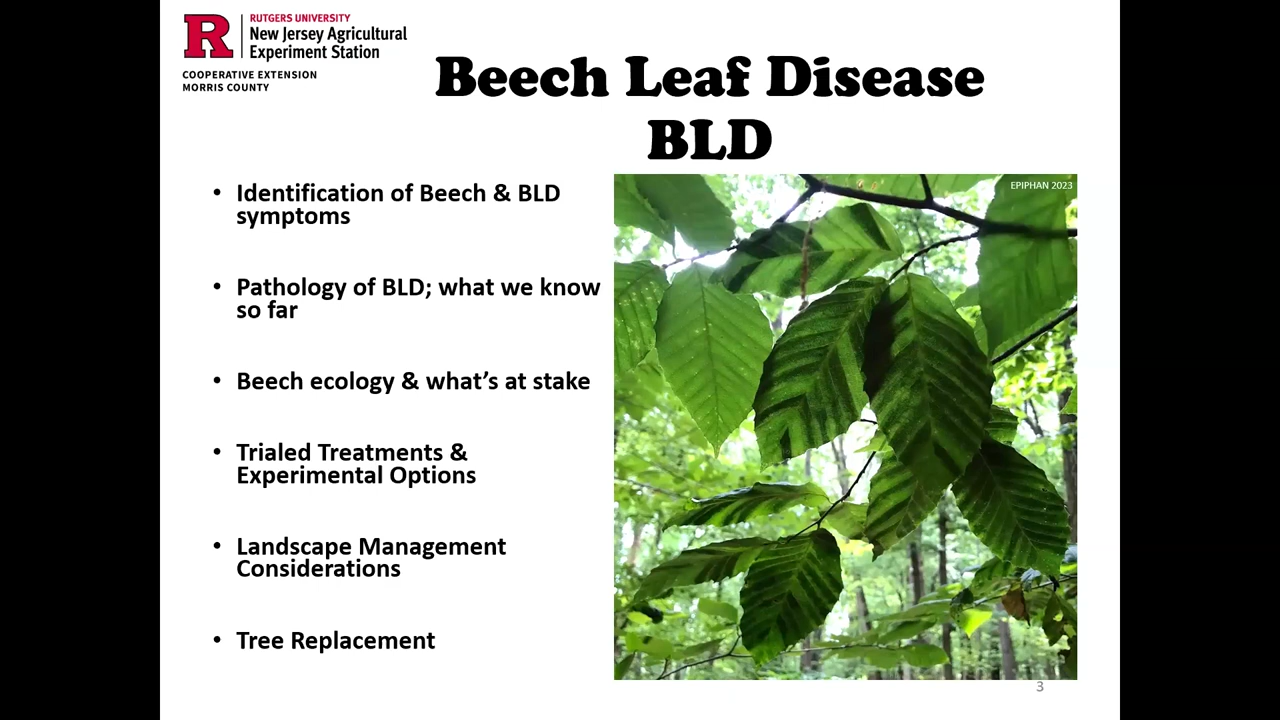 RUTGERS UNIVERSITY
New Jersey Agricultural
Experiment Station
COOPERATIVE EXTENSION
MORRIS COUNTY
Beech Leaf Disease
BLD
• Identification of Beech & BLD
symptoms
• Pathology of BLD; what we know
so far
• Beech ecology & what’s at stake
• Trialed Treatments &
Experimental Options
• Landscape Management
Considerations
• Tree Replacement
EPIPHAN 2023
3